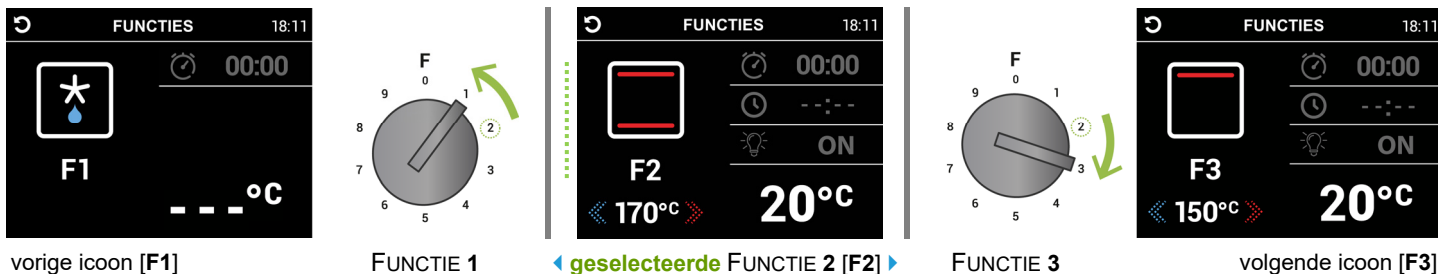 FUNCTIES 18:11
00:00
F1
_ _ _°C
F
0
1
2
3
4
5
6
7
8
9
FUNCTIES 18:11
00:00
--:--
ON
F2
170°C
20°C
F
0
1
2
3
4
5
6
7
8
9
FUNCTIES 18:11
00:00
--:--
ON
F3
150°C
20°C
vorige icoon [F1]
FUNCTIE 1
geselecteerde FUNCTIE 2 [F2]
FUNCTIE 3
volgende icoon [F3]